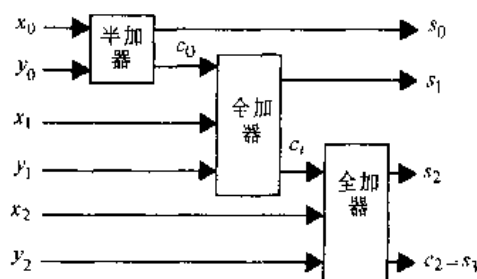 x₀
半加
器
s₀
y₀
c₀
s₁
全加
器
x₁
y₁
c₁
全加
器
s₂
x₂
y₂
c₂=s₃